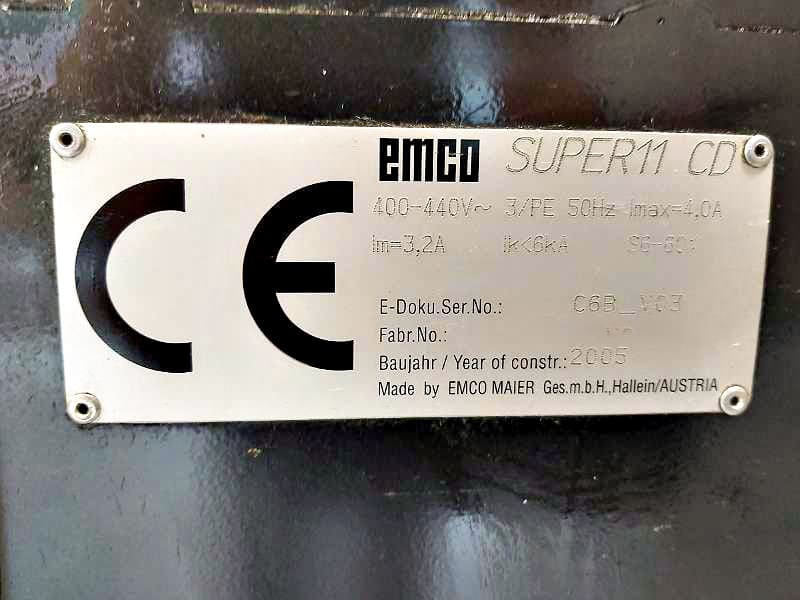 CE
emco SUPER11 CD
400-440V~ 3/PE 50Hz Imax=4.0A
Im=3,2A Ik<6kA
E-Doku.Ser.No.: C6B_V03
Fabr.No.:
Baujahr / Year of constr.: 2005
Made by EMCO MAIER Ges.m.b.H.,Hallein/AUSTRIA